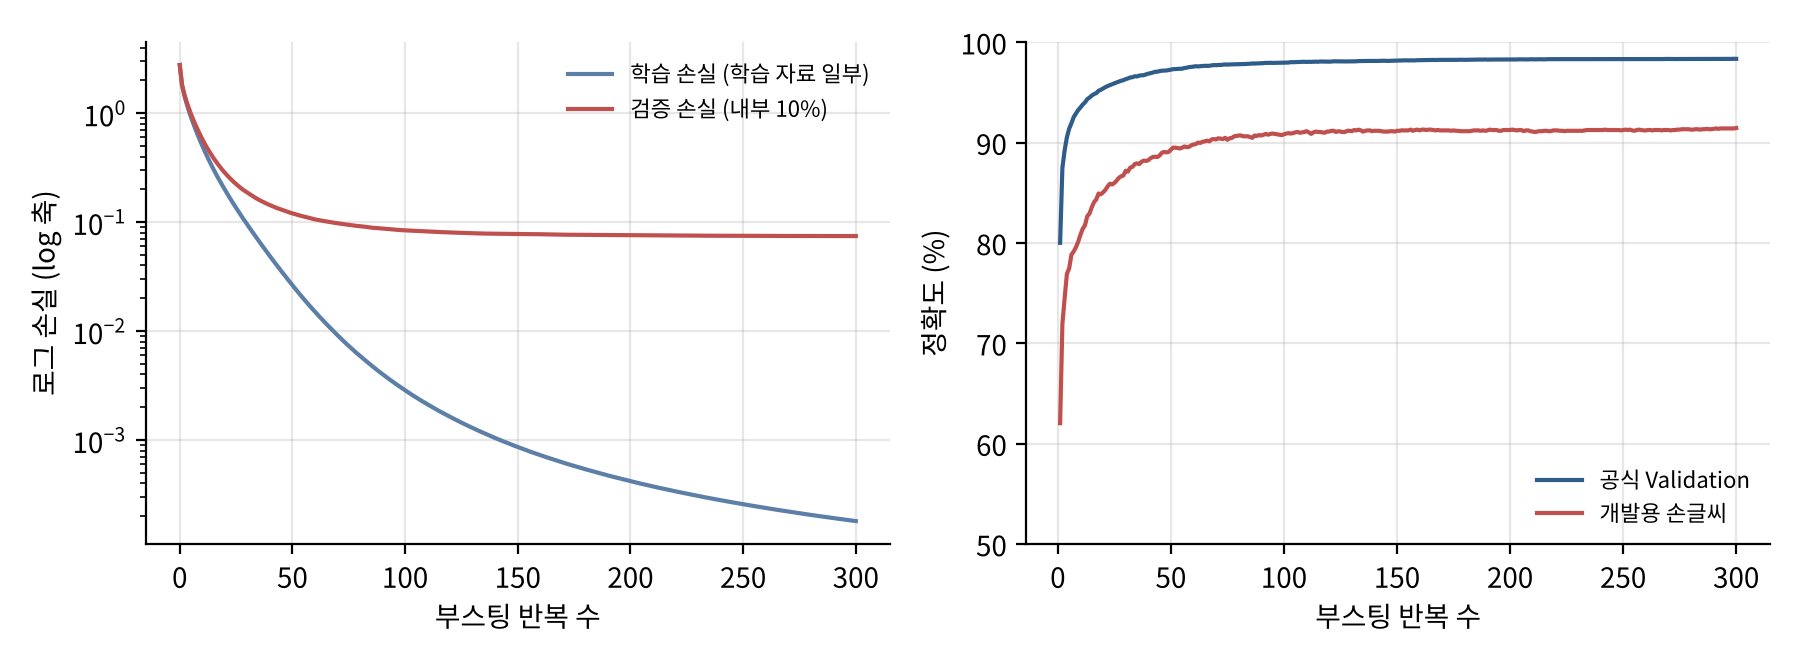 로그 손실 (log 축)
10⁰
10⁻¹
10⁻²
10⁻³
학습 손실 (학습 자료 일부)
검증 손실 (내부 10%)
0 50 100 150 200 250 300
부스팅 반복 수
정확도 (%)
100
90
80
70
60
50
공식 Validation
개발용 손글씨
0 50 100 150 200 250 300
부스팅 반복 수